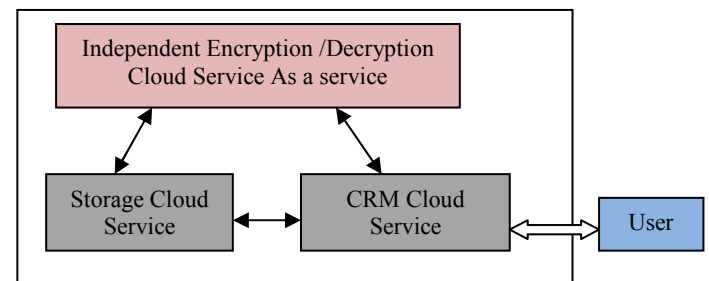 Independent Encryption /Decryption
Cloud Service As a service
Storage Cloud
Service
CRM Cloud
Service
User